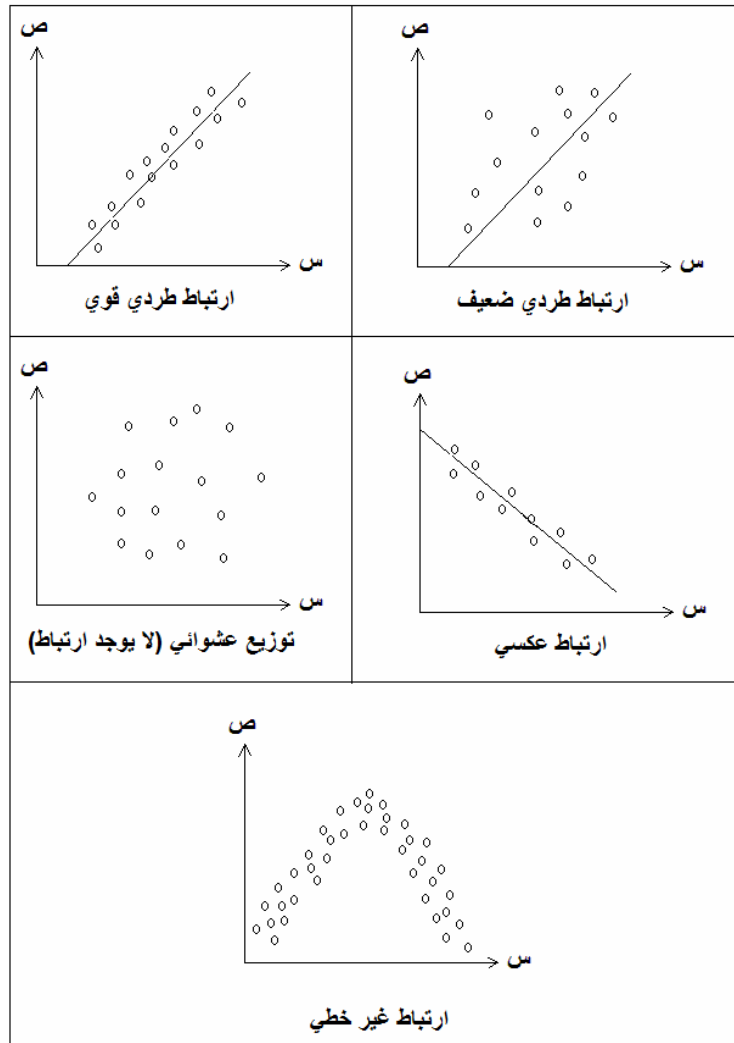 ص
س
ارتباط طردي قوي
ص
س
ارتباط طردي ضعيف
ص
س
توزيع عشوائي (لا يوجد ارتباط)
ص
س
ارتباط عكسي
ص
س
ارتباط غير خطي